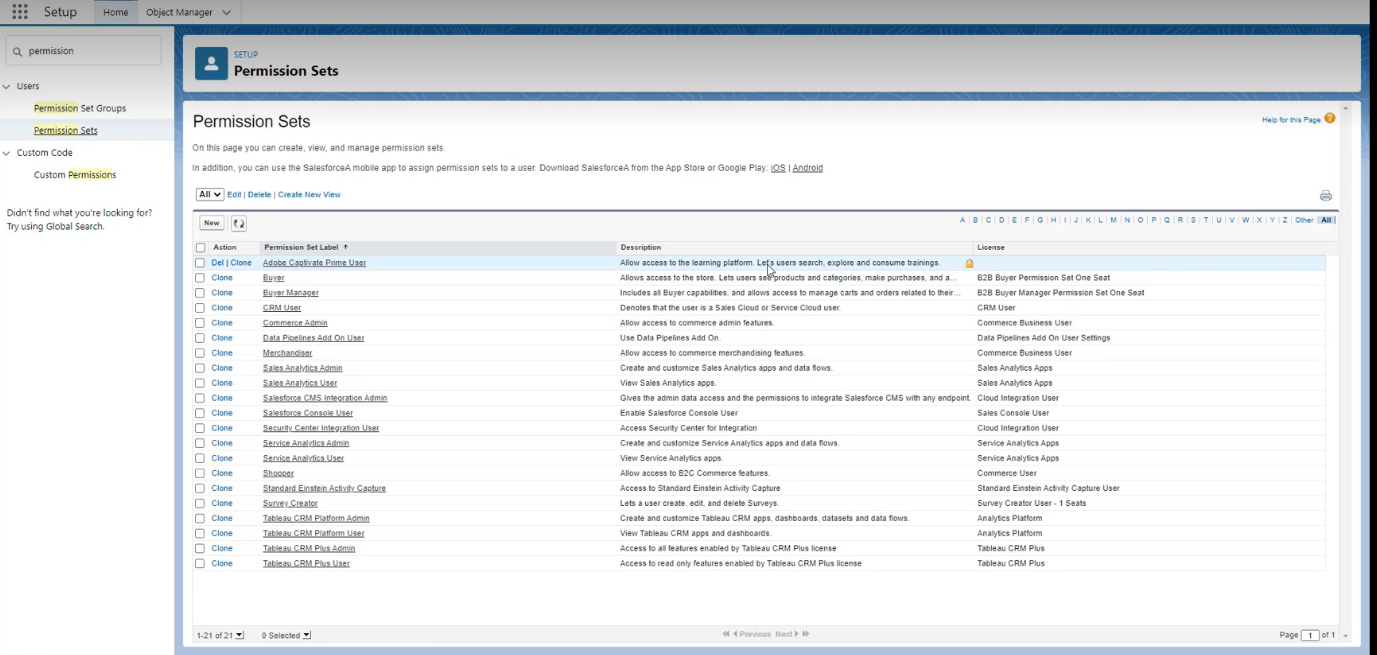 Setup Home Object Manager
permission
Users
Permission Set Groups
Permission Sets
Custom Code
Custom Permissions
Didn't find what you're looking for?
Try using Global Search.
SETUP
Permission Sets
Permission Sets
Help for this Page ?
On this page you can create, view, and manage permission sets.
In addition, you can use the SalesforceA mobile app to assign permission sets to a user. Download SalesforceA from the App Store or Google Play: iOS | Android
All Edit | Delete | Create New View
New A | B | C | D | E | F | G | H | I | J | K | L | M | N | O | P | Q | R | S | T | U | V | W | X | Y | Z | Other All
Action Permission Set Label ↑ Description License
Del | Clone Adobe Captivate Prime User Allow access to the learning platform. Let's users search, explore and consume trainings.
Clone Buyer Allows access to the store. Lets users see products and categories, make purchases, and a... B2B Buyer Permission Set One Seat
Clone Buyer Manager Includes all Buyer capabilities, and allows access to manage carts and orders related to their... B2B Buyer Manager Permission Set One Seat
Clone CRM User Denotes that the user is a Sales Cloud or Service Cloud user. CRM User
Clone Commerce Admin Allow access to commerce admin features. Commerce Business User
Clone Data Pipelines Add On User Use Data Pipelines Add On. Data Pipelines Add On User Settings
Clone Merchandiser Allow access to commerce merchandising features. Commerce Business User
Clone Sales Analytics Admin Create and customize Sales Analytics apps and data flows. Sales Analytics Apps
Clone Sales Analytics User View Sales Analytics apps. Sales Analytics Apps
Clone Salesforce CMS Integration Admin Gives the admin data access and the permissions to integrate Salesforce CMS with any endpoint. Cloud Integration User
Clone Salesforce Console User Enable Salesforce Console User Sales Console User
Clone Security Center Integration User Access Security Center for Integration Cloud Integration User
Clone Service Analytics Admin Create and customize Service Analytics apps and data flows. Service Analytics Apps
Clone Service Analytics User View Service Analytics apps. Service Analytics Apps
Clone Shopper Allow access to B2C Commerce features. Commerce User
Clone Standard Einstein Activity Capture Access to Standard Einstein Activity Capture Standard Einstein Activity Capture User
Clone Survey Creator Lets a user create, edit, and delete Surveys. Survey Creator User - 1 Seats
Clone Tableau CRM Platform Admin Create and customize Tableau CRM apps, dashboards, datasets and data flows. Analytics Platform
Clone Tableau CRM Platform User View Tableau CRM apps and dashboards. Analytics Platform
Clone Tableau CRM Plus Admin Access to all features enabled by Tableau CRM Plus license Tableau CRM Plus
Clone Tableau CRM Plus User Access to read only features enabled by Tableau CRM Plus license Tableau CRM Plus
1-21 of 21 0 Selected Previous Next Page 1 of 1